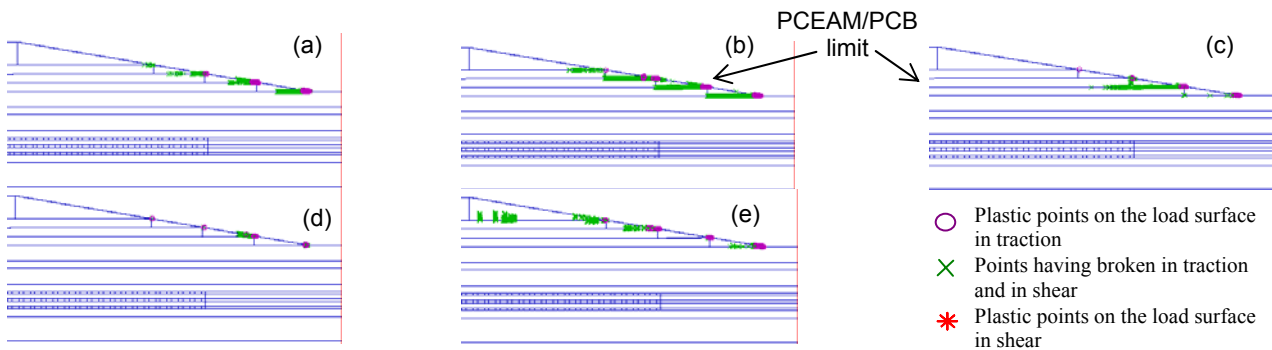 (a)
(b)
PCEAM/PCB
limit
(c)
(d)
(e)
Plastic points on the load surface
in traction
Points having broken in traction
and in shear
Plastic points on the load surface
in shear